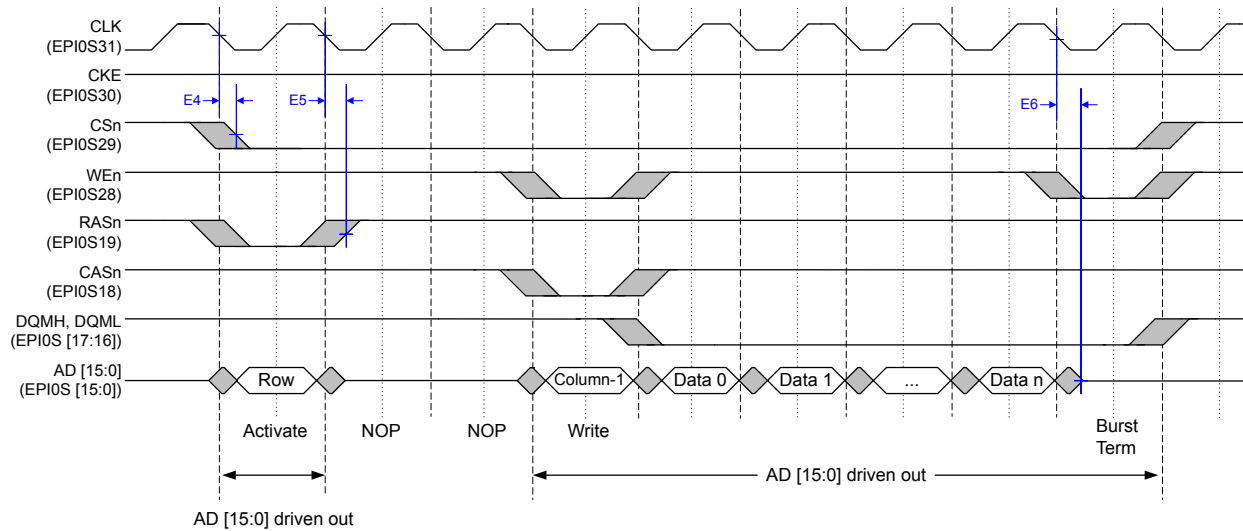 CLK
(EPI0S31)
CKE
(EPI0S30)
E4
E5
E6
CSn
(EPI0S29)
WEn
(EPI0S28)
RASn
(EPI0S19)
CASn
(EPI0S18)
DQMH, DQML
(EPI0S [17:16])
AD [15:0]
(EPI0S [15:0])
Row
Column-1
Data 0
Data 1
...
Data n
Activate
NOP
NOP
Write
Burst
Term
AD [15:0] driven out
AD [15:0] driven out